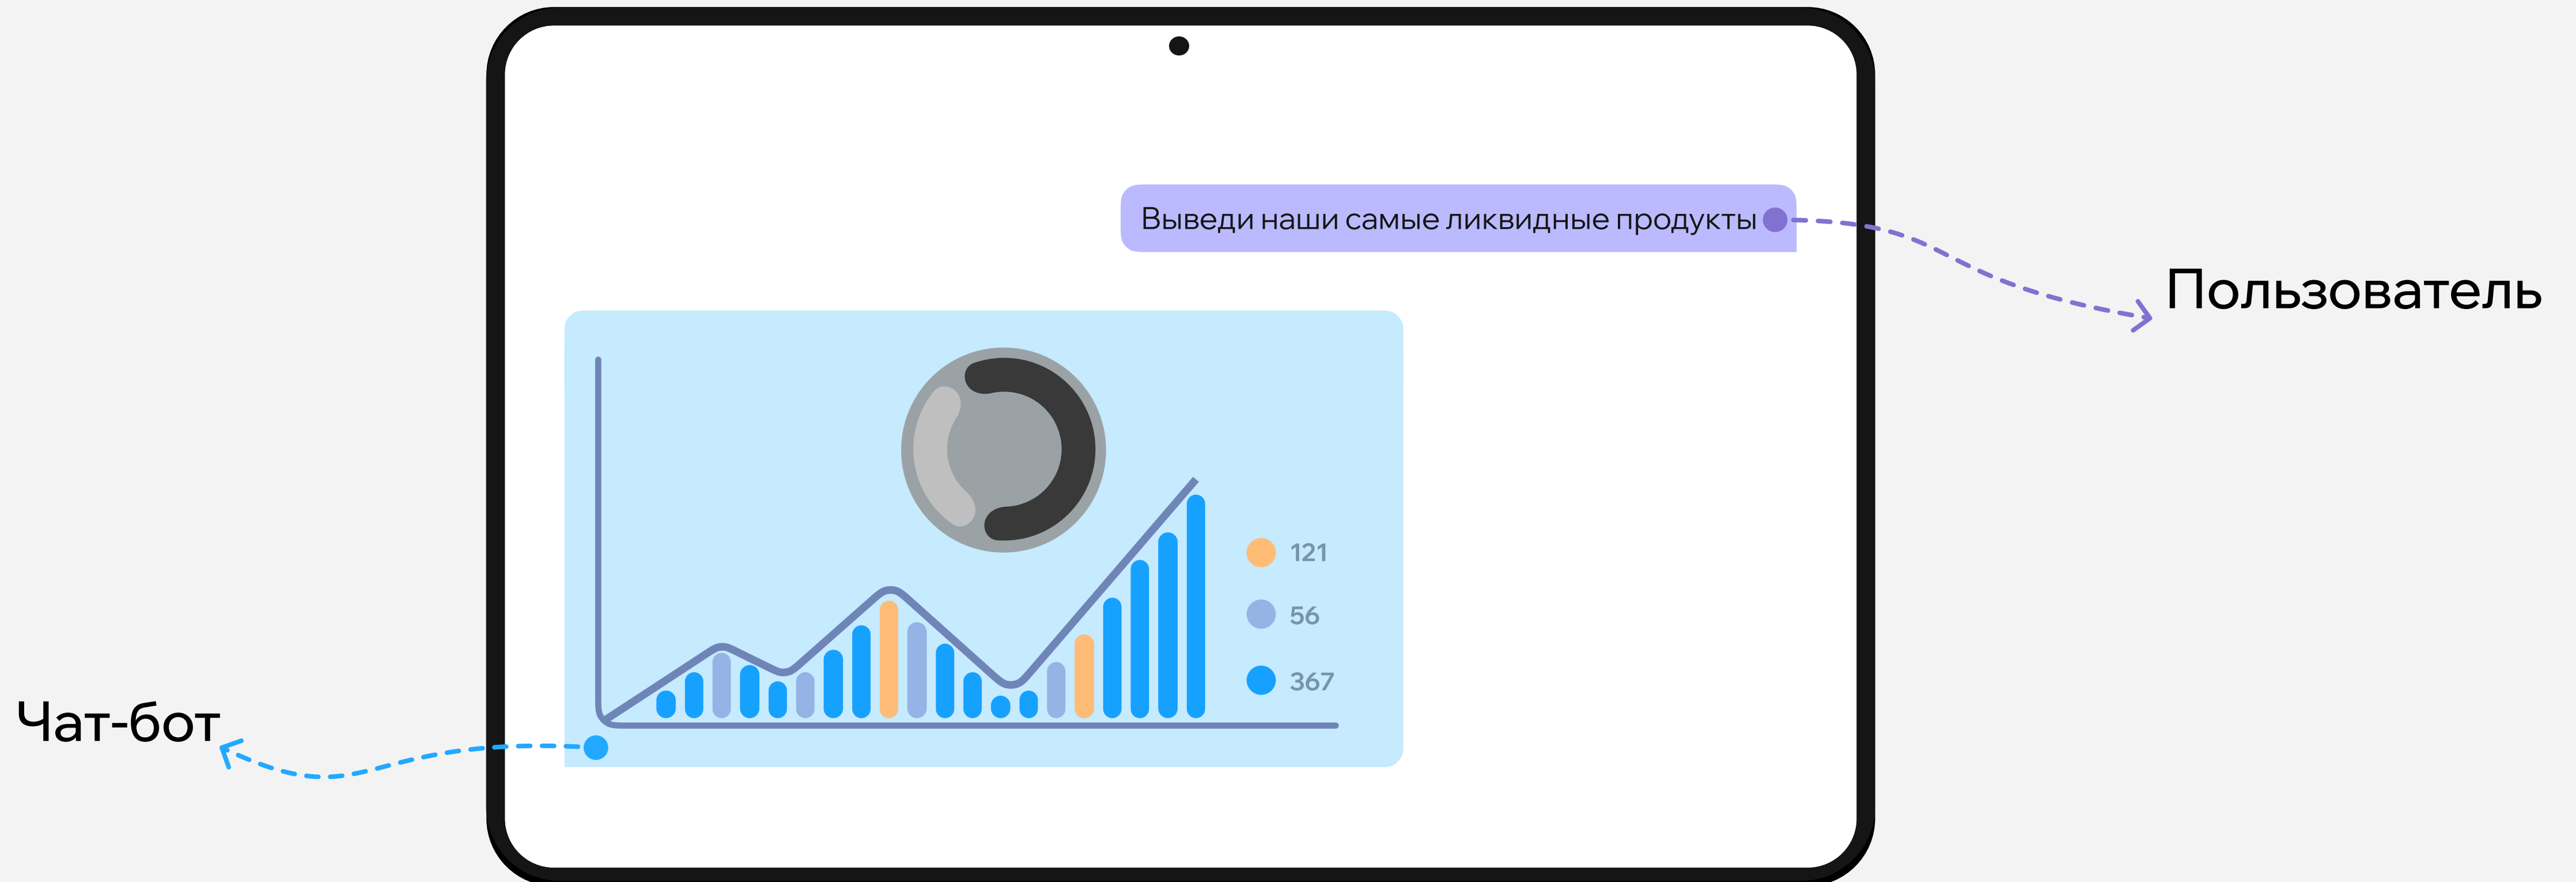 Выведи наши самые ликвидные продукты
Пользователь
121
56
367
Чат-бот